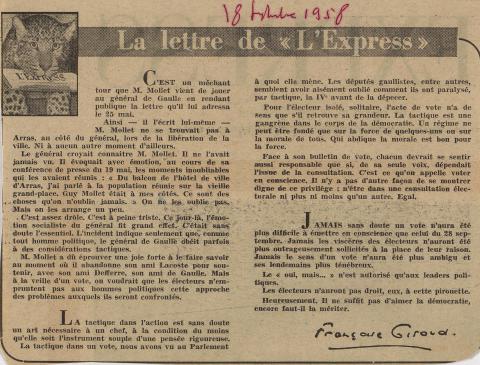 18 1958
La lettre de « L'Express »
L'EXPRESS
C'EST un méchant
tour que M. Mollet vient de jouer
au général de Gaulle en rendant
publique la lettre qu'il lui adressa
le 25 mai.
Ainsi — il l'écrit lui-même —
M. Mollet ne se trouvait pas à
Arras, au côté du général, lors de la libération de la
ville. Ni à aucun autre moment d'ailleurs.
Le général croyait connaître M. Mollet. Il ne l'avait
jamais vu. Il évoquait avec émotion, au cours de sa
conférence de presse du 19 mai, les moments inoubliables
qui les avaient réunis : « Du balcon de l'hôtel de ville
d'Arras, j'ai parlé à la population réunie sur la vieille
grand-place. Guy Mollet était à mes côtés. Ce sont des
choses qu'on n'oublie jamais. » On ne les oublie pas.
Mais on les arrange un peu.
C'est assez drôle. C'est à peine triste. Ce jour-là, l'émo-
tion socialiste du général fit grand effet. C'était sans
doute l'essentiel. L'incident indique seulement que, comme
tout homme politique, le général de Gaulle obéit parfois
à des considérations tactiques.
M. Mollet a dû éprouver une joie forte à le faire savoir
au moment où il abandonne son ami Lacoste pour sou-
tenir, avec son ami Defferre, son ami de Gaulle. Mais
à la veille d'un vote, on voudrait que les électeurs n'em-
pruntent pas aux hommes politiques cette approche
des problèmes auxquels ils seront confrontés.
LA tactique dans l'action est sans doute
un art nécessaire à un chef, à la condition du moins
qu'elle soit l'instrument souple d'une pensée rigoureuse.
La tactique dans un vote, nous avons vu au Parlement
à quoi elle mène. Les députés gaullistes, entre autres,
semblent avoir aisément oublié comment ils ont paralysé,
par tactique, la IVe avant de la dépecer.
Pour l'électeur isolé, solitaire, l'acte de vote n'a de
sens que s'il retrouve sa grandeur. La tactique est une
gangrène dans le corps de la démocratie. Un régime ne
peut être fondé que sur la force de quelques-uns ou sur
la morale de tous. Qui abdique la morale est bon pour
la force.
Face à son bulletin de vote, chacun devrait se sentir
aussi responsable que si, de sa seule voix, dépendait
l'issue de la consultation. C'est ce qu'on appelle voter
en conscience. Il n'y a pas d'autre façon de se montrer
digne de ce privilège : n'être dans une consultation élec-
torale ni plus ni moins qu'un autre. Egal.
JAMAIS sans doute un vote n'aura été
plus difficile à émettre en conscience que celui du 28 sep-
tembre. Jamais les viscères des électeurs n'auront été plus
outrageusement sollicités à la place de leur raison.
Jamais le sens d'un vote n'aura été plus ambigu et
ses lendemains plus ténébreux.
Le « oui, mais... » n'est autorisé qu'aux leaders poli-
tiques.
Les électeurs n'auront pas droit, eux, à cette pirouette.
Heureusement. Il ne suffit pas d'aimer la démocratie,
encore faut-il la mériter.
Françoise Giroud.